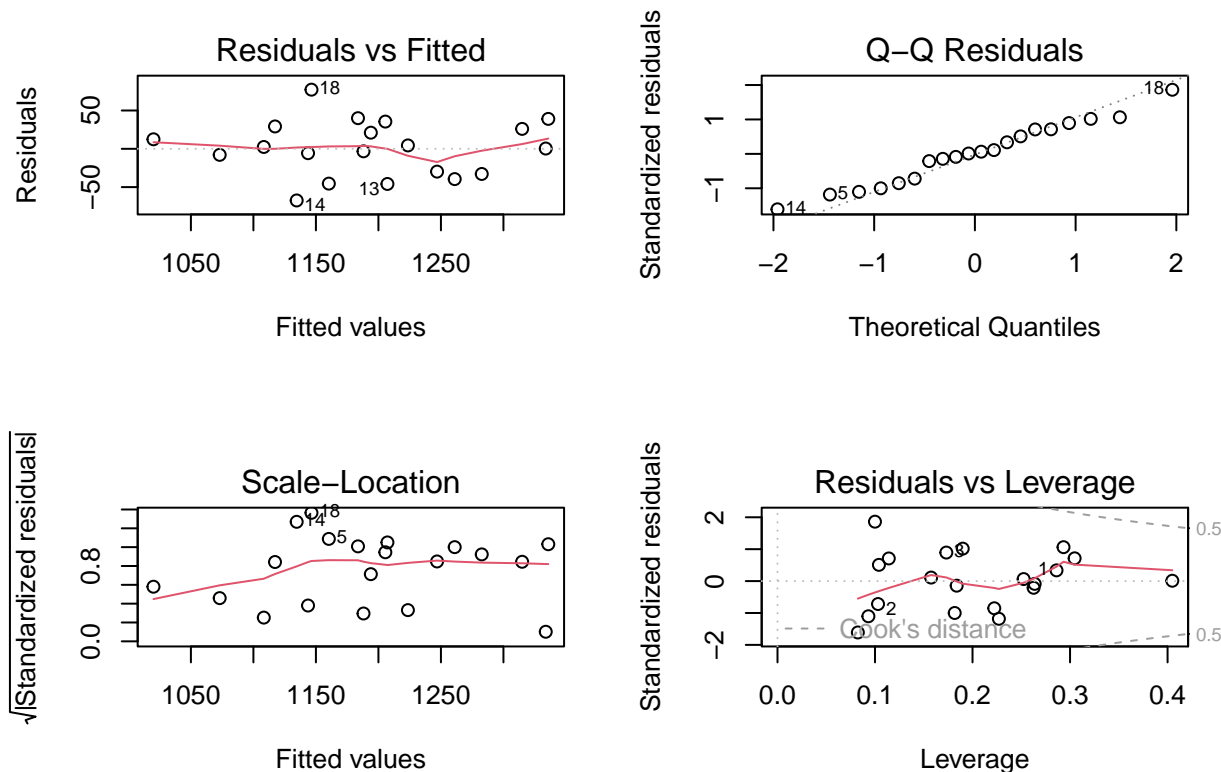 Residuals vs Fitted
Residuals
50
−50
18
13
14
1050 1150 1250
Fitted values
Q−Q Residuals
Standardized residuals
1
−1
18
5
14
−2 −1 0 1 2
Theoretical Quantiles
Scale−Location
√|Standardized residuals|
0.8
0.0
18
14
5
1050 1150 1250
Fitted values
Residuals vs Leverage
Standardized residuals
2
0
−2
3
1
2
Cook's distance
0.5
0.5
0.0 0.1 0.2 0.3 0.4
Leverage